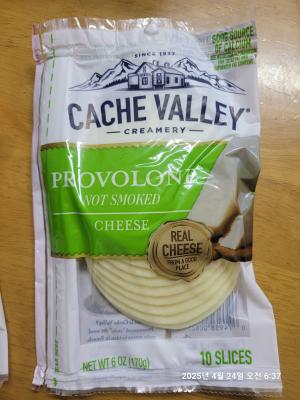 GOOD SOURCE
OF CALCIUM
SINCE 1937
CACHE VALLEY®
CREAMERY
PROVOLONE
NOT SMOKED
CHEESE
REAL
CHEESE
FROM A GOOD
PLACE
NET WT 6 OZ (170g)
10 SLICES
2025년 4월 24일 오전 6:37